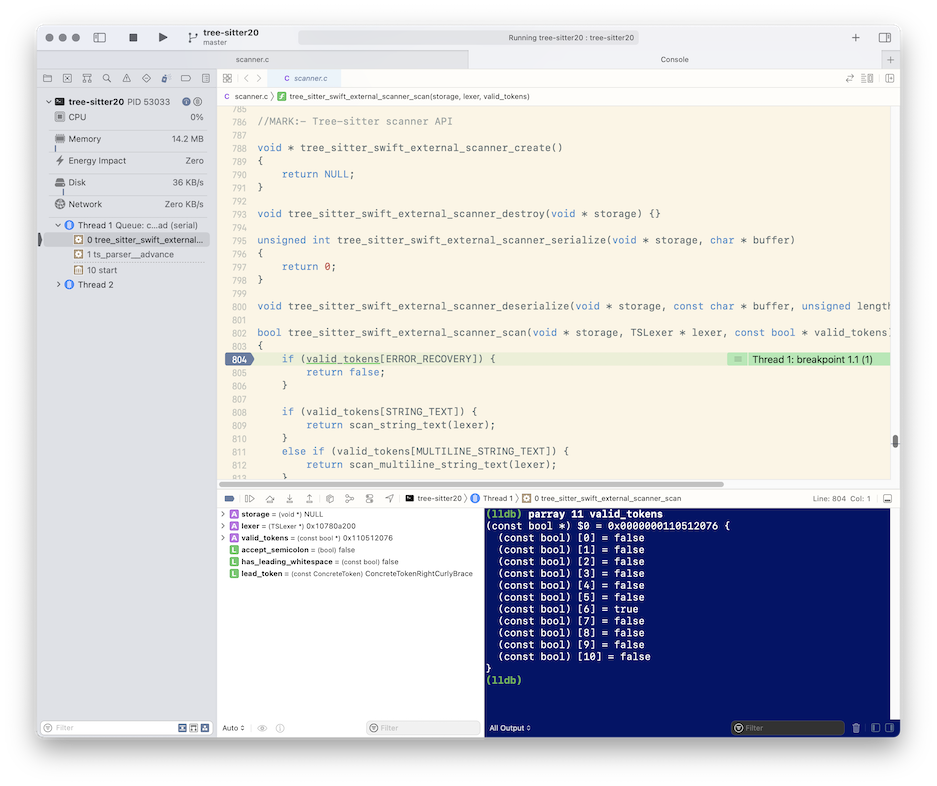 tree-sitter20
master
Running tree-sitter20 : tree-sitter20
scanner.c
Console
scanner.c
tree-sitter20 PID 53033
CPU 0%
Memory 14.2 MB
Energy Impact Zero
Disk 36 KB/s
Network Zero KB/s
Thread 1 Queue: c...ad (serial)
0 tree_sitter_swift_external...
1 ts_parser__advance
10 start
Thread 2
Filter
scanner.c 〉 tree_sitter_swift_external_scanner_scan(storage, lexer, valid_tokens)
785
786 //MARK:- Tree-sitter scanner API
787
788 void * tree_sitter_swift_external_scanner_create()
789 {
790 return NULL;
791 }
792
793 void tree_sitter_swift_external_scanner_destroy(void * storage) {}
794
795 unsigned int tree_sitter_swift_external_scanner_serialize(void * storage, char * buffer)
796 {
797 return 0;
798 }
799
800 void tree_sitter_swift_external_scanner_deserialize(void * storage, const char * buffer, unsigned lengt
801
802 bool tree_sitter_swift_external_scanner_scan(void * storage, TSLexer * lexer, const bool * valid_tokens
803 {
804 if (valid_tokens[ERROR_RECOVERY]) { Thread 1: breakpoint 1.1 (1)
805 return false;
806 }
807
808 if (valid_tokens[STRING_TEXT]) {
809 return scan_string_text(lexer);
810 }
811 else if (valid_tokens[MULTILINE_STRING_TEXT]) {
812 return scan_multiline_string_text(lexer);
813 }
tree-sitter20 〉 Thread 1 〉 0 tree_sitter_swift_external_scanner_scan
Line: 804 Col: 1
storage = (void *) NULL
lexer = (TSLexer *) 0x10780a200
valid_tokens = (const bool *) 0x110512076
accept_semicolon = (bool) false
has_leading_whitespace = (const bool) false
lead_token = (const ConcreteToken) ConcreteTokenRightCurlyBrace
Auto
Filter
(lldb) parray 11 valid_tokens
(const bool *) $0 = 0x0000000110512076 {
(const bool) [0] = false
(const bool) [1] = false
(const bool) [2] = false
(const bool) [3] = false
(const bool) [4] = false
(const bool) [5] = false
(const bool) [6] = true
(const bool) [7] = false
(const bool) [8] = false
(const bool) [9] = false
(const bool) [10] = false
}
(lldb)
All Output
Filter